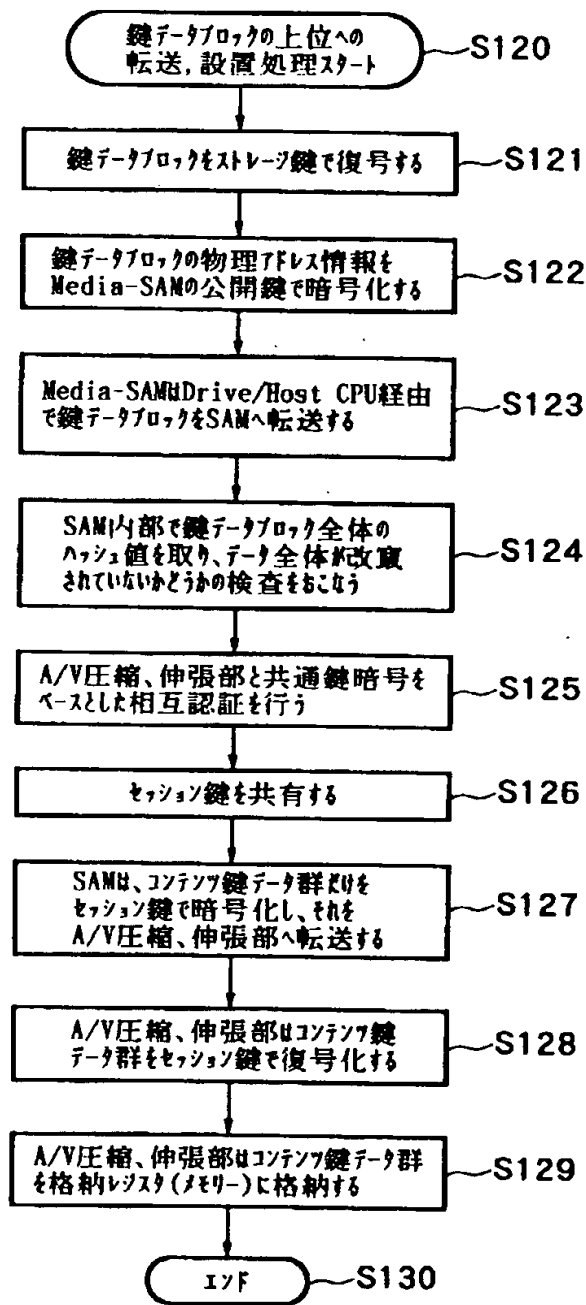 鍵データブロックの上位への
転送,設置処理スタート
S120
鍵データブロックをストレージ鍵で復号する
S121
鍵データブロックの物理アドレス情報を
Media-SAMの公開鍵で暗号化する
S122
Media-SAMはDrive/Host CPU経由
で鍵データブロックをSAMへ転送する
S123
SAM内部で鍵データブロック全体の
ハッシュ値を取り、データ全体が改竄
されていないかどうかの検査をおこなう
S124
A/V圧縮、伸張部と共通鍵暗号を
ベースとした相互認証を行う
S125
セッション鍵を共有する
S126
SAMは、コンテンツ鍵データ群だけを
セッション鍵で暗号化し、それを
A/V圧縮、伸張部へ転送する
S127
A/V圧縮、伸張部はコンテンツ鍵
データ群をセッション鍵で復号化する
S128
A/V圧縮、伸張部はコンテンツ鍵データ群
を格納レジスタ(メモリー)に格納する
S129
エンド
S130